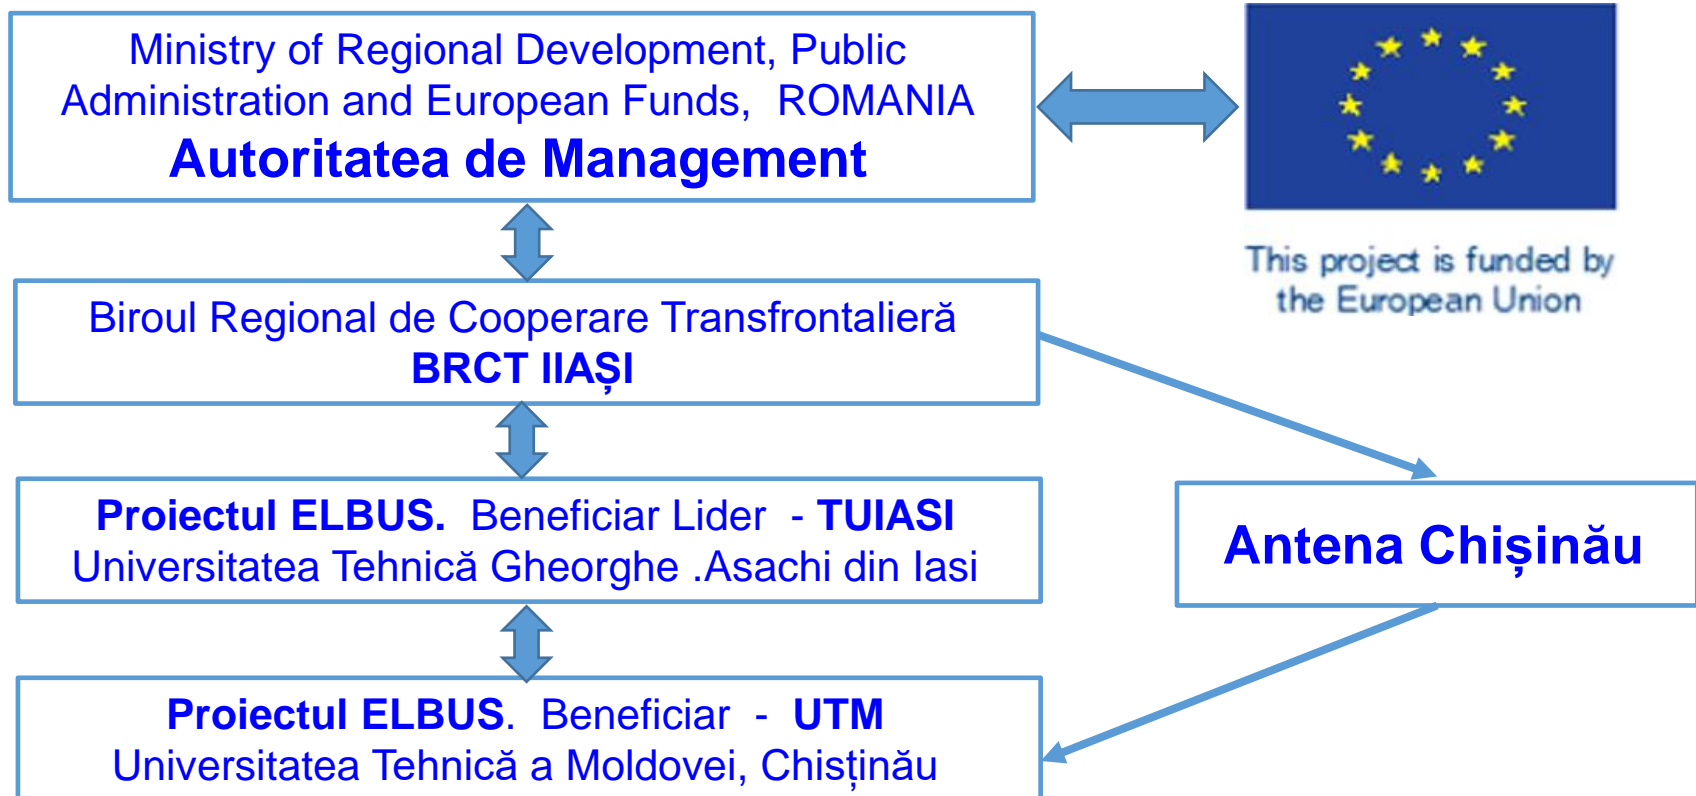 Ministry of Regional Development, Public
Administration and European Funds, ROMANIA
Autoritatea de Management
This project is funded by
the European Union
Biroul Regional de Cooperare Transfrontalieră
BRCT IIAȘI
Proiectul ELBUS. Beneficiar Lider - TUIASI
Universitatea Tehnică Gheorghe .Asachi din Iasi
Antena Chișinău
Proiectul ELBUS. Beneficiar - UTM
Universitatea Tehnică a Moldovei, Chisținău